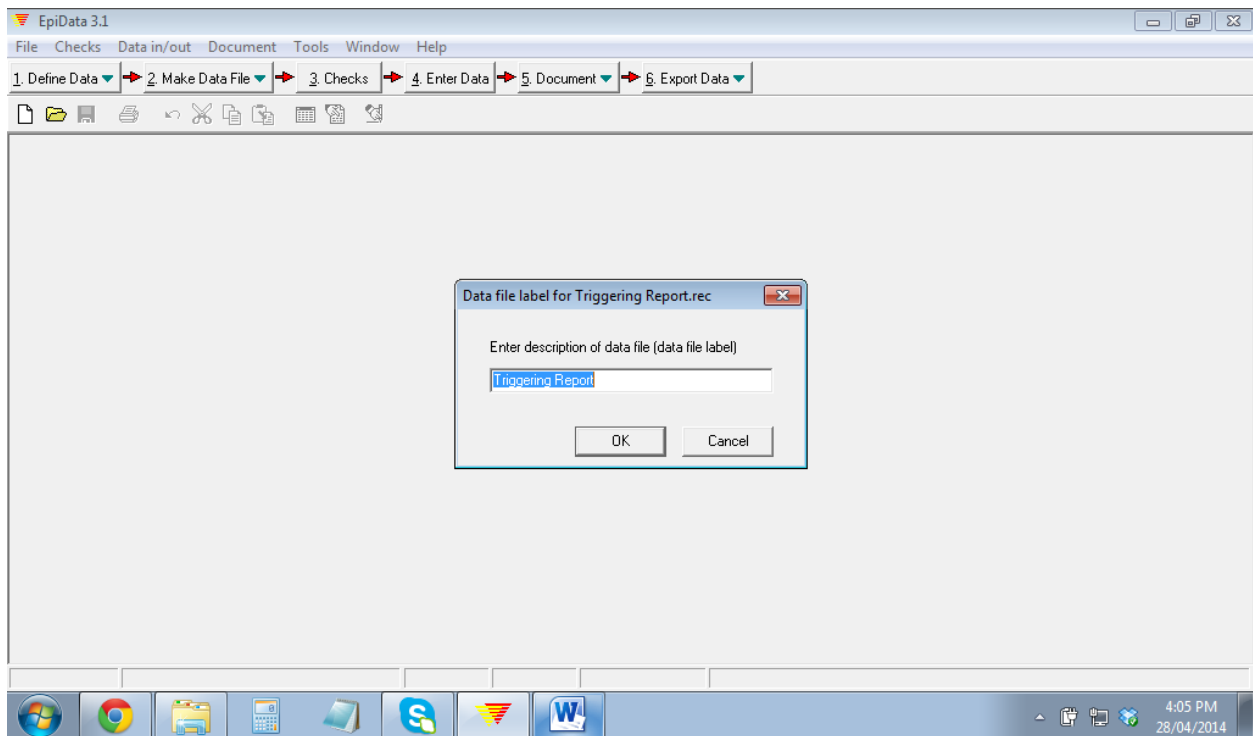 EpiData 3.1
File Checks Data in/out Document Tools Window Help
1. Define Data 2. Make Data File 3. Checks 4. Enter Data 5. Document 6. Export Data
Data file label for Triggering Report.rec
Enter description of data file (data file label)
Triggering Report
OK Cancel
4:05 PM
28/04/2014